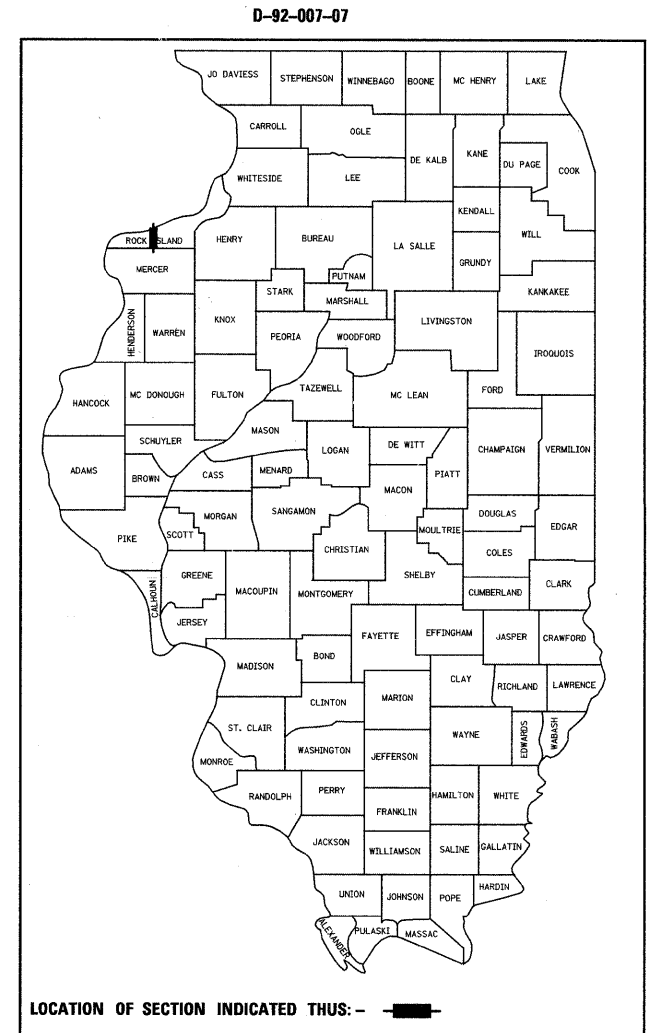 D-92-007-07
JO DAVIESS
STEPHENSON
WINNEBAGO
BOONE
MC HENRY
LAKE
CARROLL
OGLE
DE KALB
KANE
DU PAGE
COOK
WHITESIDE
LEE
KENDALL
WILL
ROCK ISLAND
HENRY
BUREAU
LA SALLE
GRUNDY
MERCER
PUTNAM
STARK
MARSHALL
KANKAKEE
HENDERSON
WARREN
KNOX
PEORIA
WOODFORD
LIVINGSTON
IROQUOIS
HANCOCK
MC DONOUGH
FULTON
TAZEWELL
MC LEAN
FORD
MASON
SCHUYLER
LOGAN
DE WITT
CHAMPAIGN
VERMILION
ADAMS
BROWN
CASS
MENARD
MACON
PIATT
PIKE
SCOTT
MORGAN
SANGAMON
CHRISTIAN
MOULTRIE
DOUGLAS
EDGAR
COLES
CALHOUN
GREENE
MACOUPIN
MONTGOMERY
SHELBY
CUMBERLAND
CLARK
JERSEY
FAYETTE
EFFINGHAM
JASPER
CRAWFORD
MADISON
BOND
CLAY
RICHLAND
LAWRENCE
CLINTON
MARION
ST. CLAIR
WAYNE
EDWARDS
WABASH
MONROE
WASHINGTON
JEFFERSON
RANDOLPH
PERRY
HAMILTON
WHITE
FRANKLIN
JACKSON
WILLIAMSON
SALINE
GALLATIN
UNION
JOHNSON
POPE
HARDIN
ALEXANDER
PULASKI
MASSAC
LOCATION OF SECTION INDICATED THUS: -